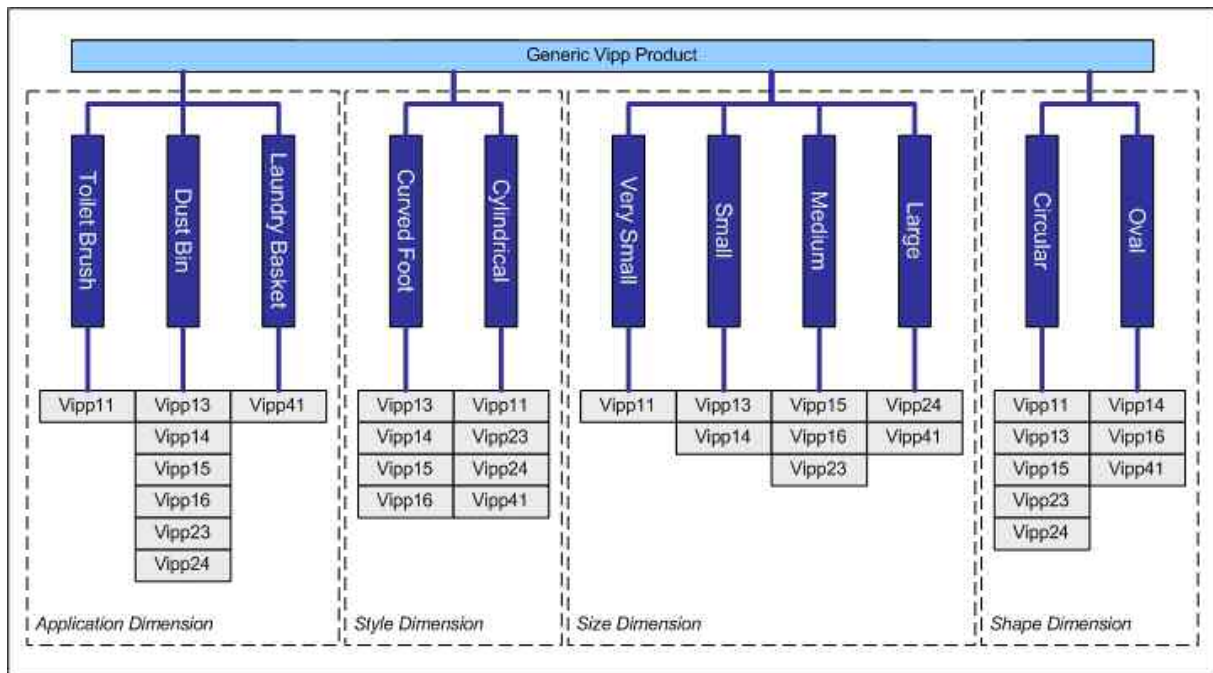 Generic Vipp Product
Toilet Brush
Dust Bin
Laundry Basket
Curved Foot
Cylindrical
Very Small
Small
Medium
Large
Circular
Oval
Vipp11 Vipp13 Vipp41 Vipp13 Vipp11 Vipp11 Vipp13 Vipp15 Vipp24 Vipp11 Vipp14
Vipp14 Vipp14 Vipp23 Vipp14 Vipp16 Vipp41 Vipp13 Vipp16
Vipp15 Vipp15 Vipp24 Vipp23 Vipp15 Vipp41
Vipp16 Vipp16 Vipp41 Vipp23
Vipp23 Vipp24
Vipp24
Application Dimension Style Dimension Size Dimension Shape Dimension